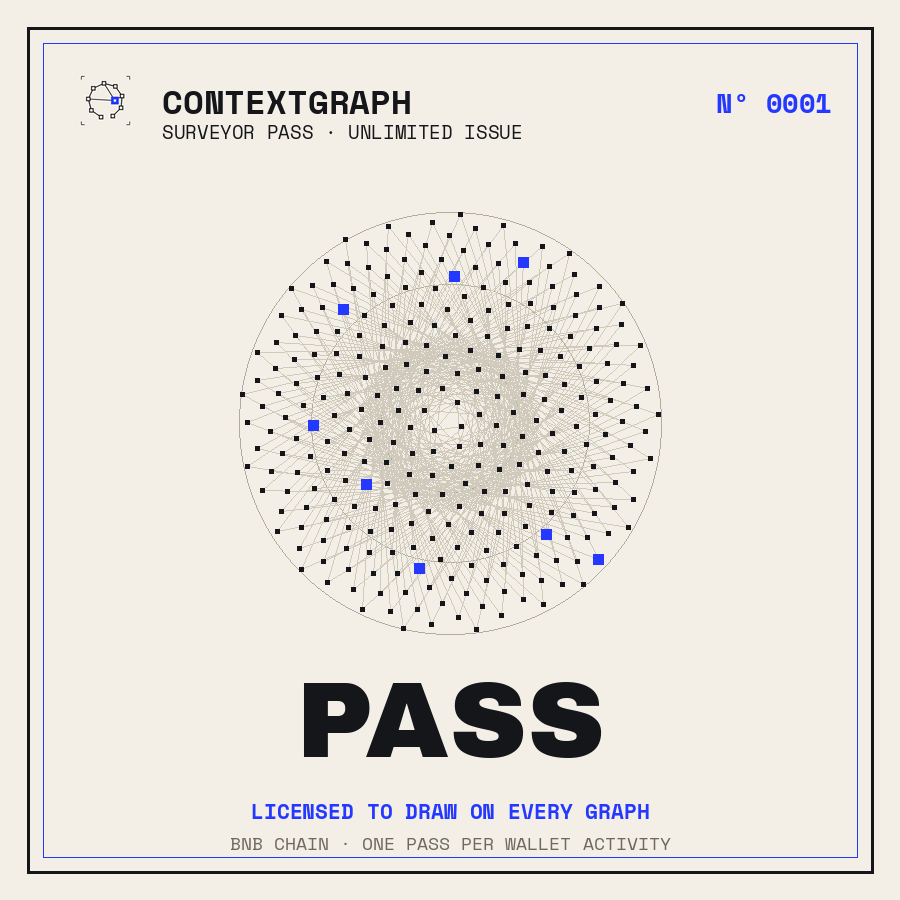 CONTEXTGRAPH
N° 0001
SURVEYOR PASS · UNLIMITED ISSUE
PASS
LICENSED TO DRAW ON EVERY GRAPH
BNB CHAIN · ONE PASS PER WALLET ACTIVITY